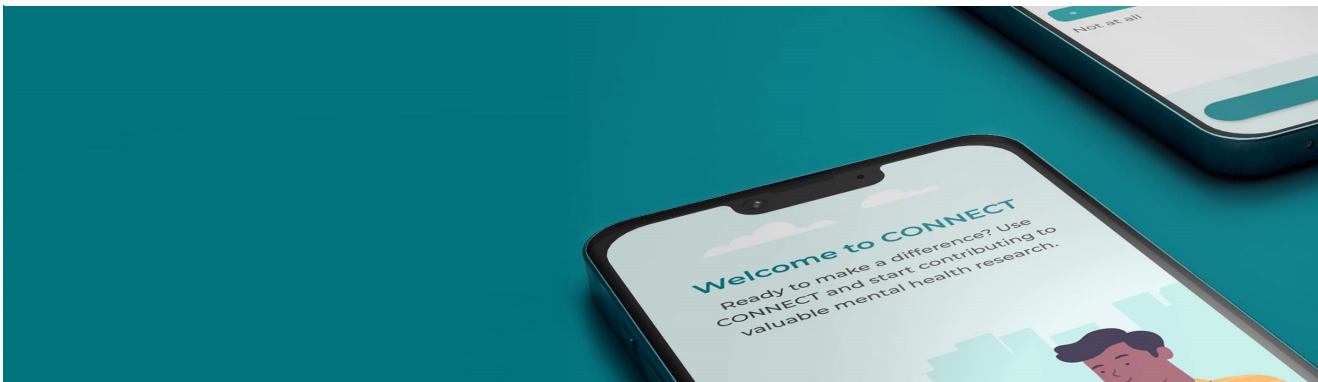 Not at all
Welcome to CONNECT
Ready to make a difference? Use
CONNECT and start contributing to
valuable mental health research.